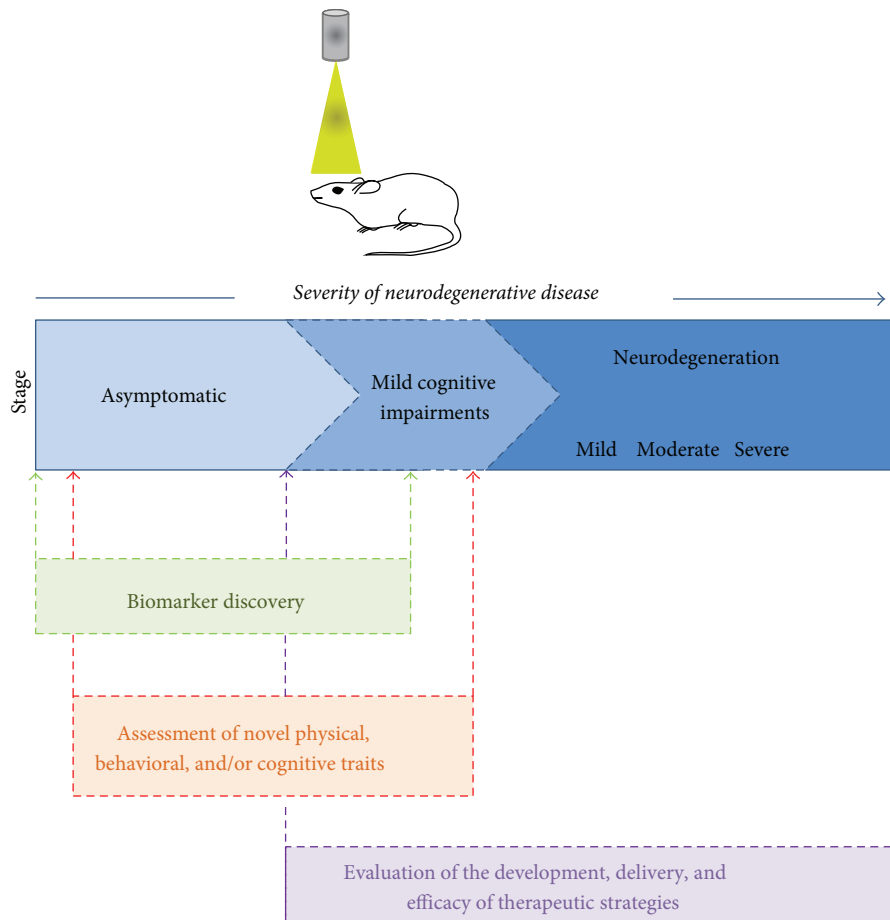 Severity of neurodegenerative disease
Stage
Asymptomatic
Mild cognitive
impairments
Neurodegeneration
Mild Moderate Severe
Biomarker discovery
Assessment of novel physical,
behavioral, and/or cognitive traits
Evaluation of the development, delivery, and
efficacy of therapeutic strategies